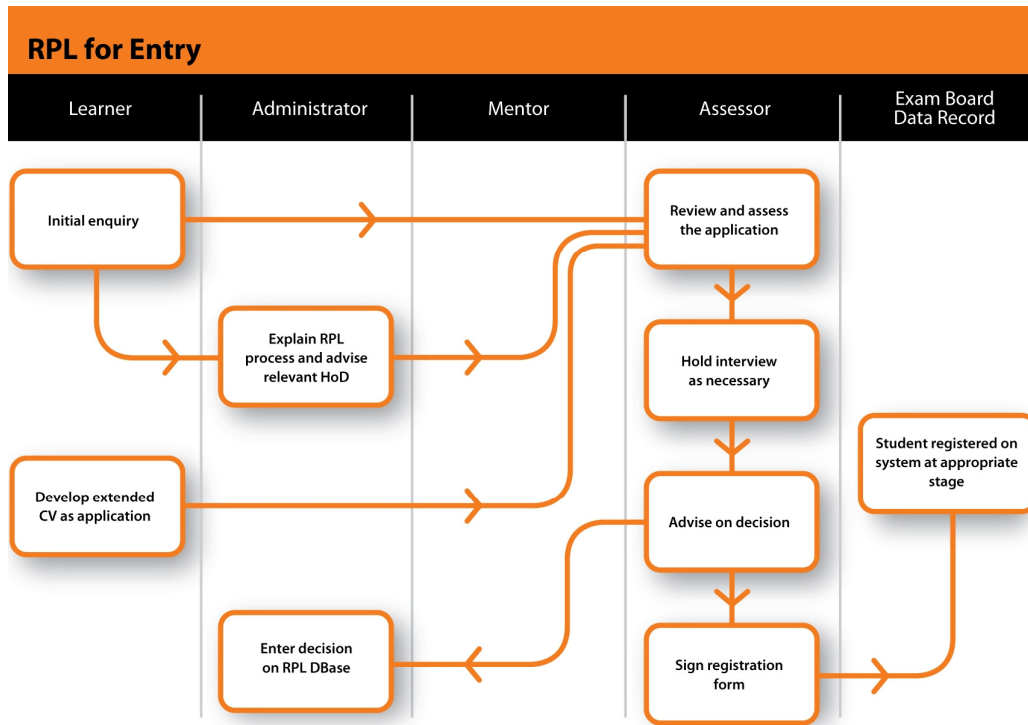 RPL for Entry
Learner
Administrator
Mentor
Assessor
Exam Board
Data Record
Initial enquiry
Review and assess
the application
Explain RPL
process and advise
relevant HoD
Hold interview
as necessary
Student registered on
system at appropriate
stage
Develop extended
CV as application
Advise on decision
Enter decision
on RPL DBase
Sign registration
form